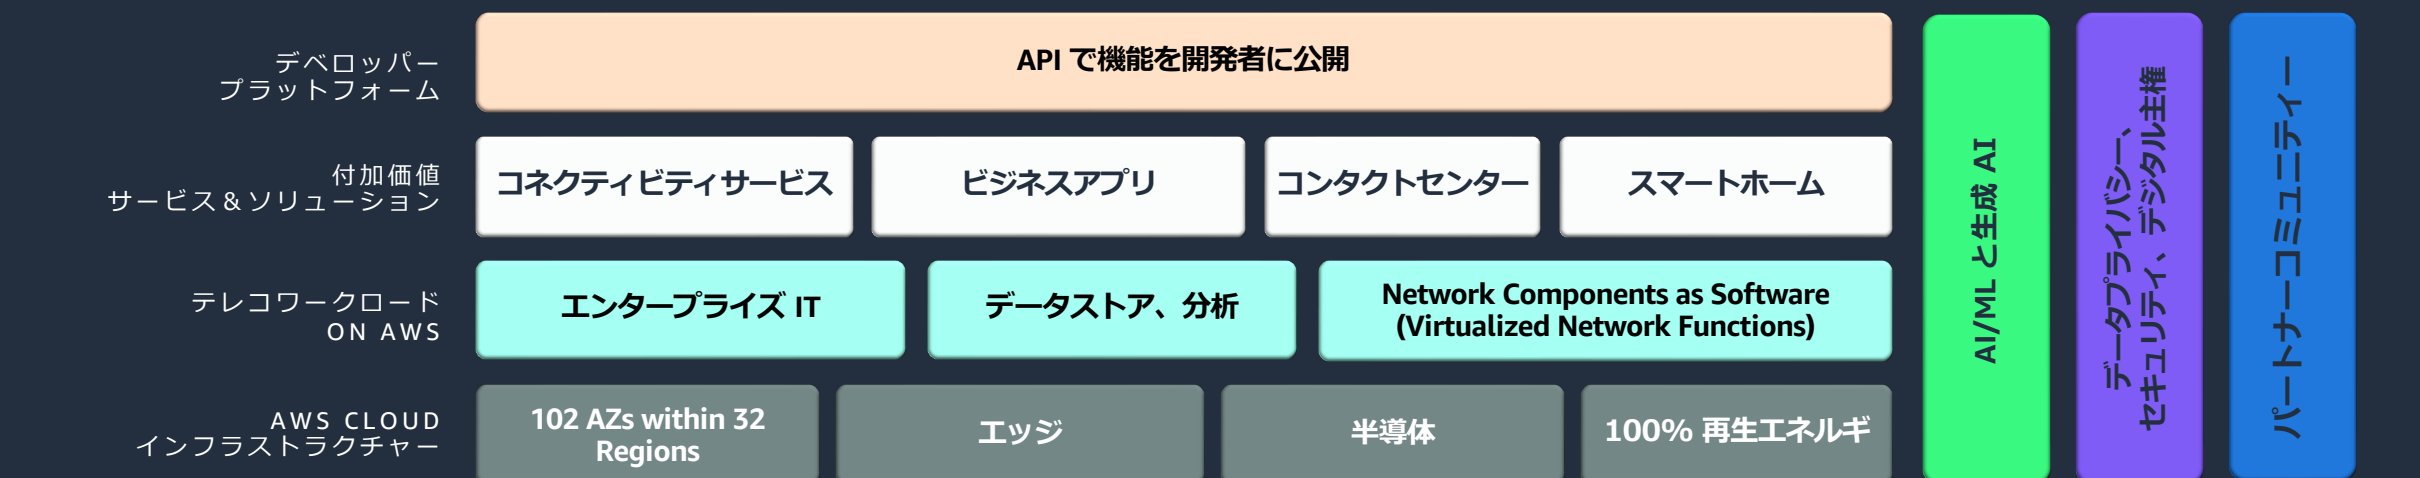 デベロッパー
プラットフォーム
API で機能を開発者に公開
付加価値
サービス＆ソリューション
コネクティビティサービス
ビジネスアプリ
コンタクトセンター
スマートホーム
テレコワークロード
ON AWS
エンタープライズ IT
データストア、分析
Network Components as Software
(Virtualized Network Functions)
AWS CLOUD
インフラストラクチャー
102 AZs within 32
Regions
エッジ
半導体
100% 再生エネルギ
AI/ML と生成 AI
データプライバシー、
セキュリティ、デジタル主権
パートナーコミュニティー